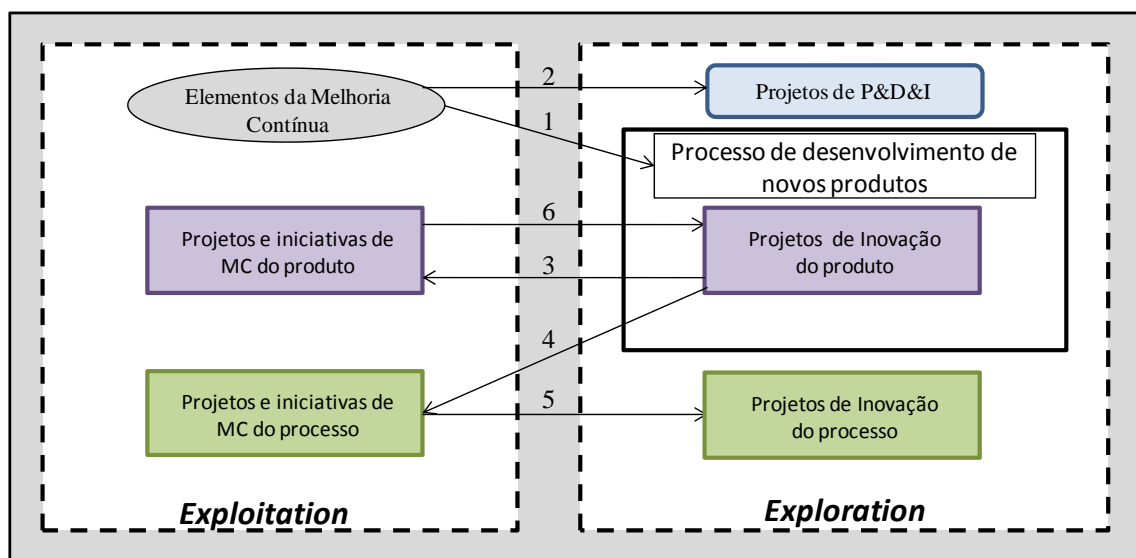 Elementos da Melhoria
Contínua
2
Projetos de P&D&I
1
Processo de desenvolvimento de
novos produtos
Projetos e iniciativas de
MC do produto
6
3
Projetos de Inovação
do produto
4
Projetos e iniciativas de
MC do processo
5
Projetos de Inovação
do processo
Exploitation
Exploration